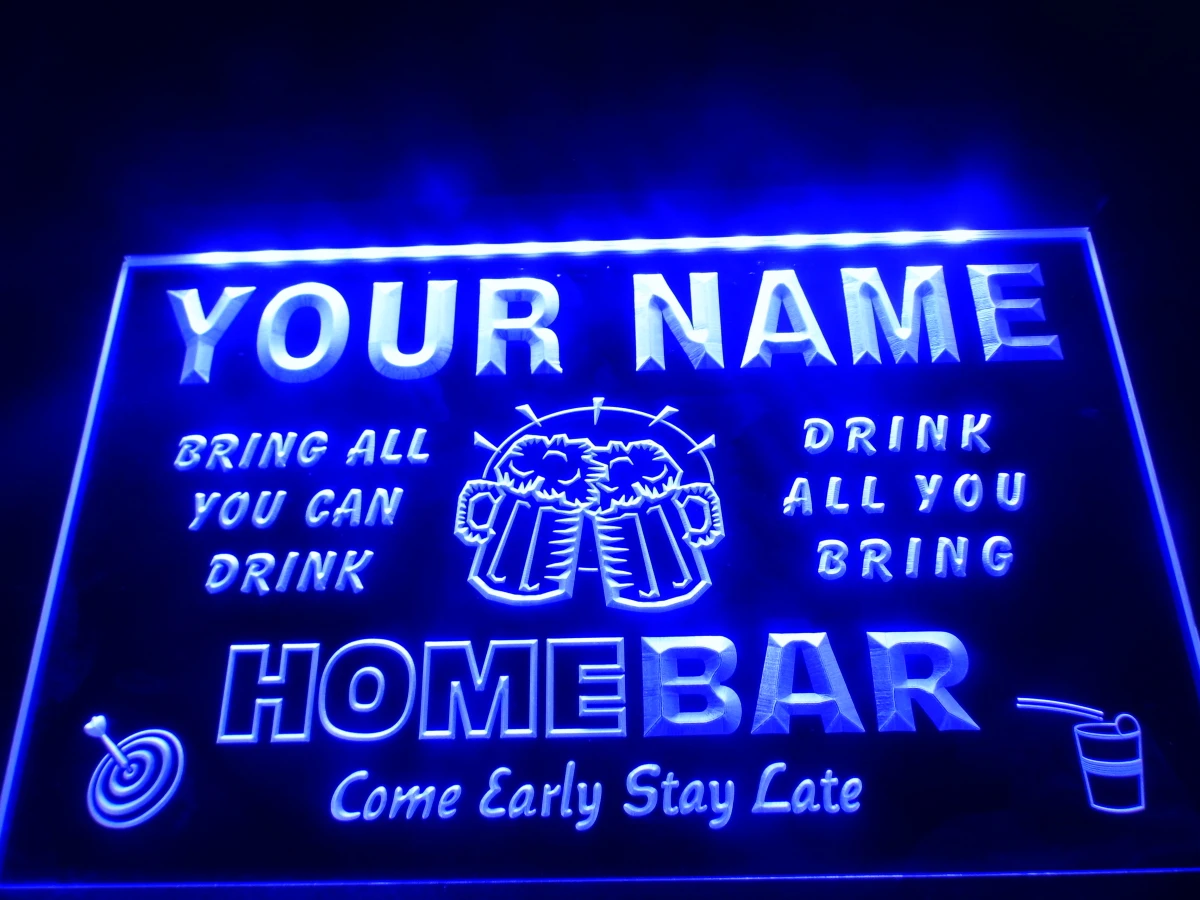 YOUR NAME
BRING ALL
YOU CAN
DRINK
DRINK
ALL YOU
BRING
HOMEBAR
Come Early Stay Late